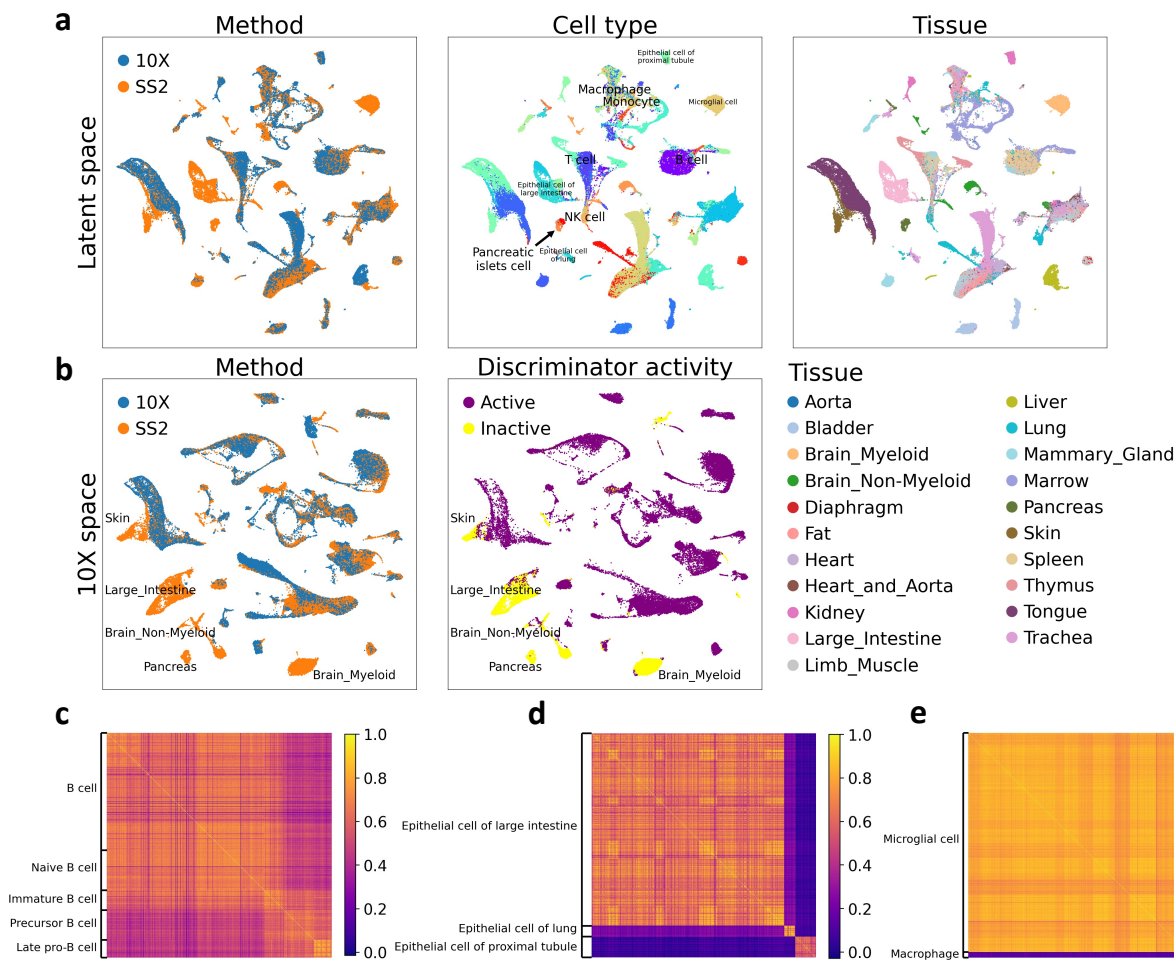 a
Method
Cell type
Tissue
Latent space
10X
SS2
Epithelial cell of
proximal tubule
Macrophage
Monocyte
Microglial cell
T cell
B cell
Epithelial cell of
large intestine
NK cell
Pancreatic
islets cell
Epithelial cell
of lung
b
Method
Discriminator activity
10X space
10X
SS2
Skin
Large_Intestine
Brain_Non-Myeloid
Pancreas
Brain_Myeloid
Active
Inactive
Skin
Large_Intestine
Brain_Non-Myeloid
Pancreas
Brain_Myeloid
Tissue
Aorta
Bladder
Brain_Myeloid
Brain_Non-Myeloid
Diaphragm
Fat
Heart
Heart_and_Aorta
Kidney
Large_Intestine
Limb_Muscle
Liver
Lung
Mammary_Gland
Marrow
Pancreas
Skin
Spleen
Thymus
Tongue
Trachea
c
B cell
Naive B cell
Immature B cell
Precursor B cell
Late pro-B cell
1.0
0.8
0.6
0.4
0.2
0.0
d
Epithelial cell of large intestine
Epithelial cell of lung
Epithelial cell of proximal tubule
1.0
0.8
0.6
0.4
0.2
0.0
e
Microglial cell
Macrophage